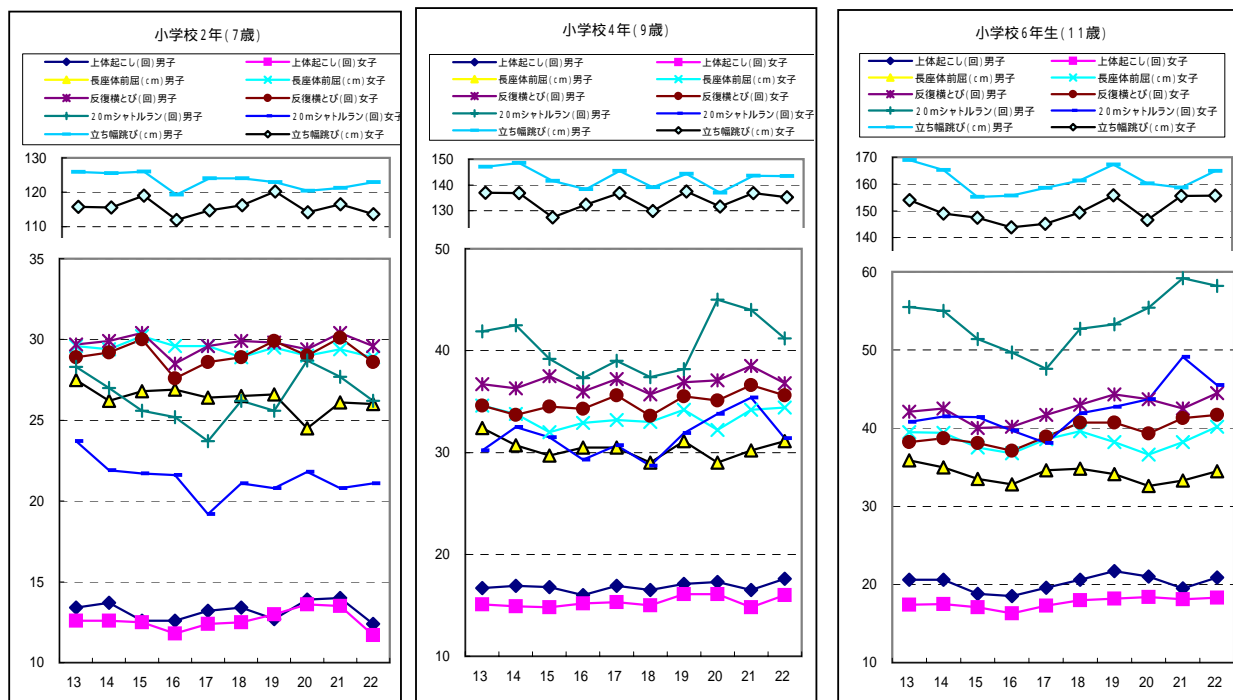 小学校2年(7歳)
上体起こし(回)男子 上体起こし(回)女子
長座体前屈(cm)男子 長座体前屈(cm)女子
反復横とび(回)男子 反復横とび(回)女子
20mシャトルラン(回)男子 20mシャトルラン(回)女子
立ち幅跳び(cm)男子 立ち幅跳び(cm)女子
130
120
110
35
30
25
20
15
10
13 14 15 16 17 18 19 20 21 22
小学校4年(9歳)
上体起こし(回)男子 上体起こし(回)女子
長座体前屈(cm)男子 長座体前屈(cm)女子
反復横とび(回)男子 反復横とび(回)女子
20mシャトルラン(回)男子 20mシャトルラン(回)女子
立ち幅跳び(cm)男子 立ち幅跳び(cm)女子
150
140
130
50
40
30
20
10
13 14 15 16 17 18 19 20 21 22
小学校6年生(11歳)
上体起こし(回)男子 上体起こし(回)女子
長座体前屈(cm)男子 長座体前屈(cm)女子
反復横とび(回)男子 反復横とび(回)女子
20mシャトルラン(回)男子 20mシャトルラン(回)女子
立ち幅跳び(cm)男子 立ち幅跳び(cm)女子
170
160
150
140
60
50
40
30
20
10
13 14 15 16 17 18 19 20 21 22